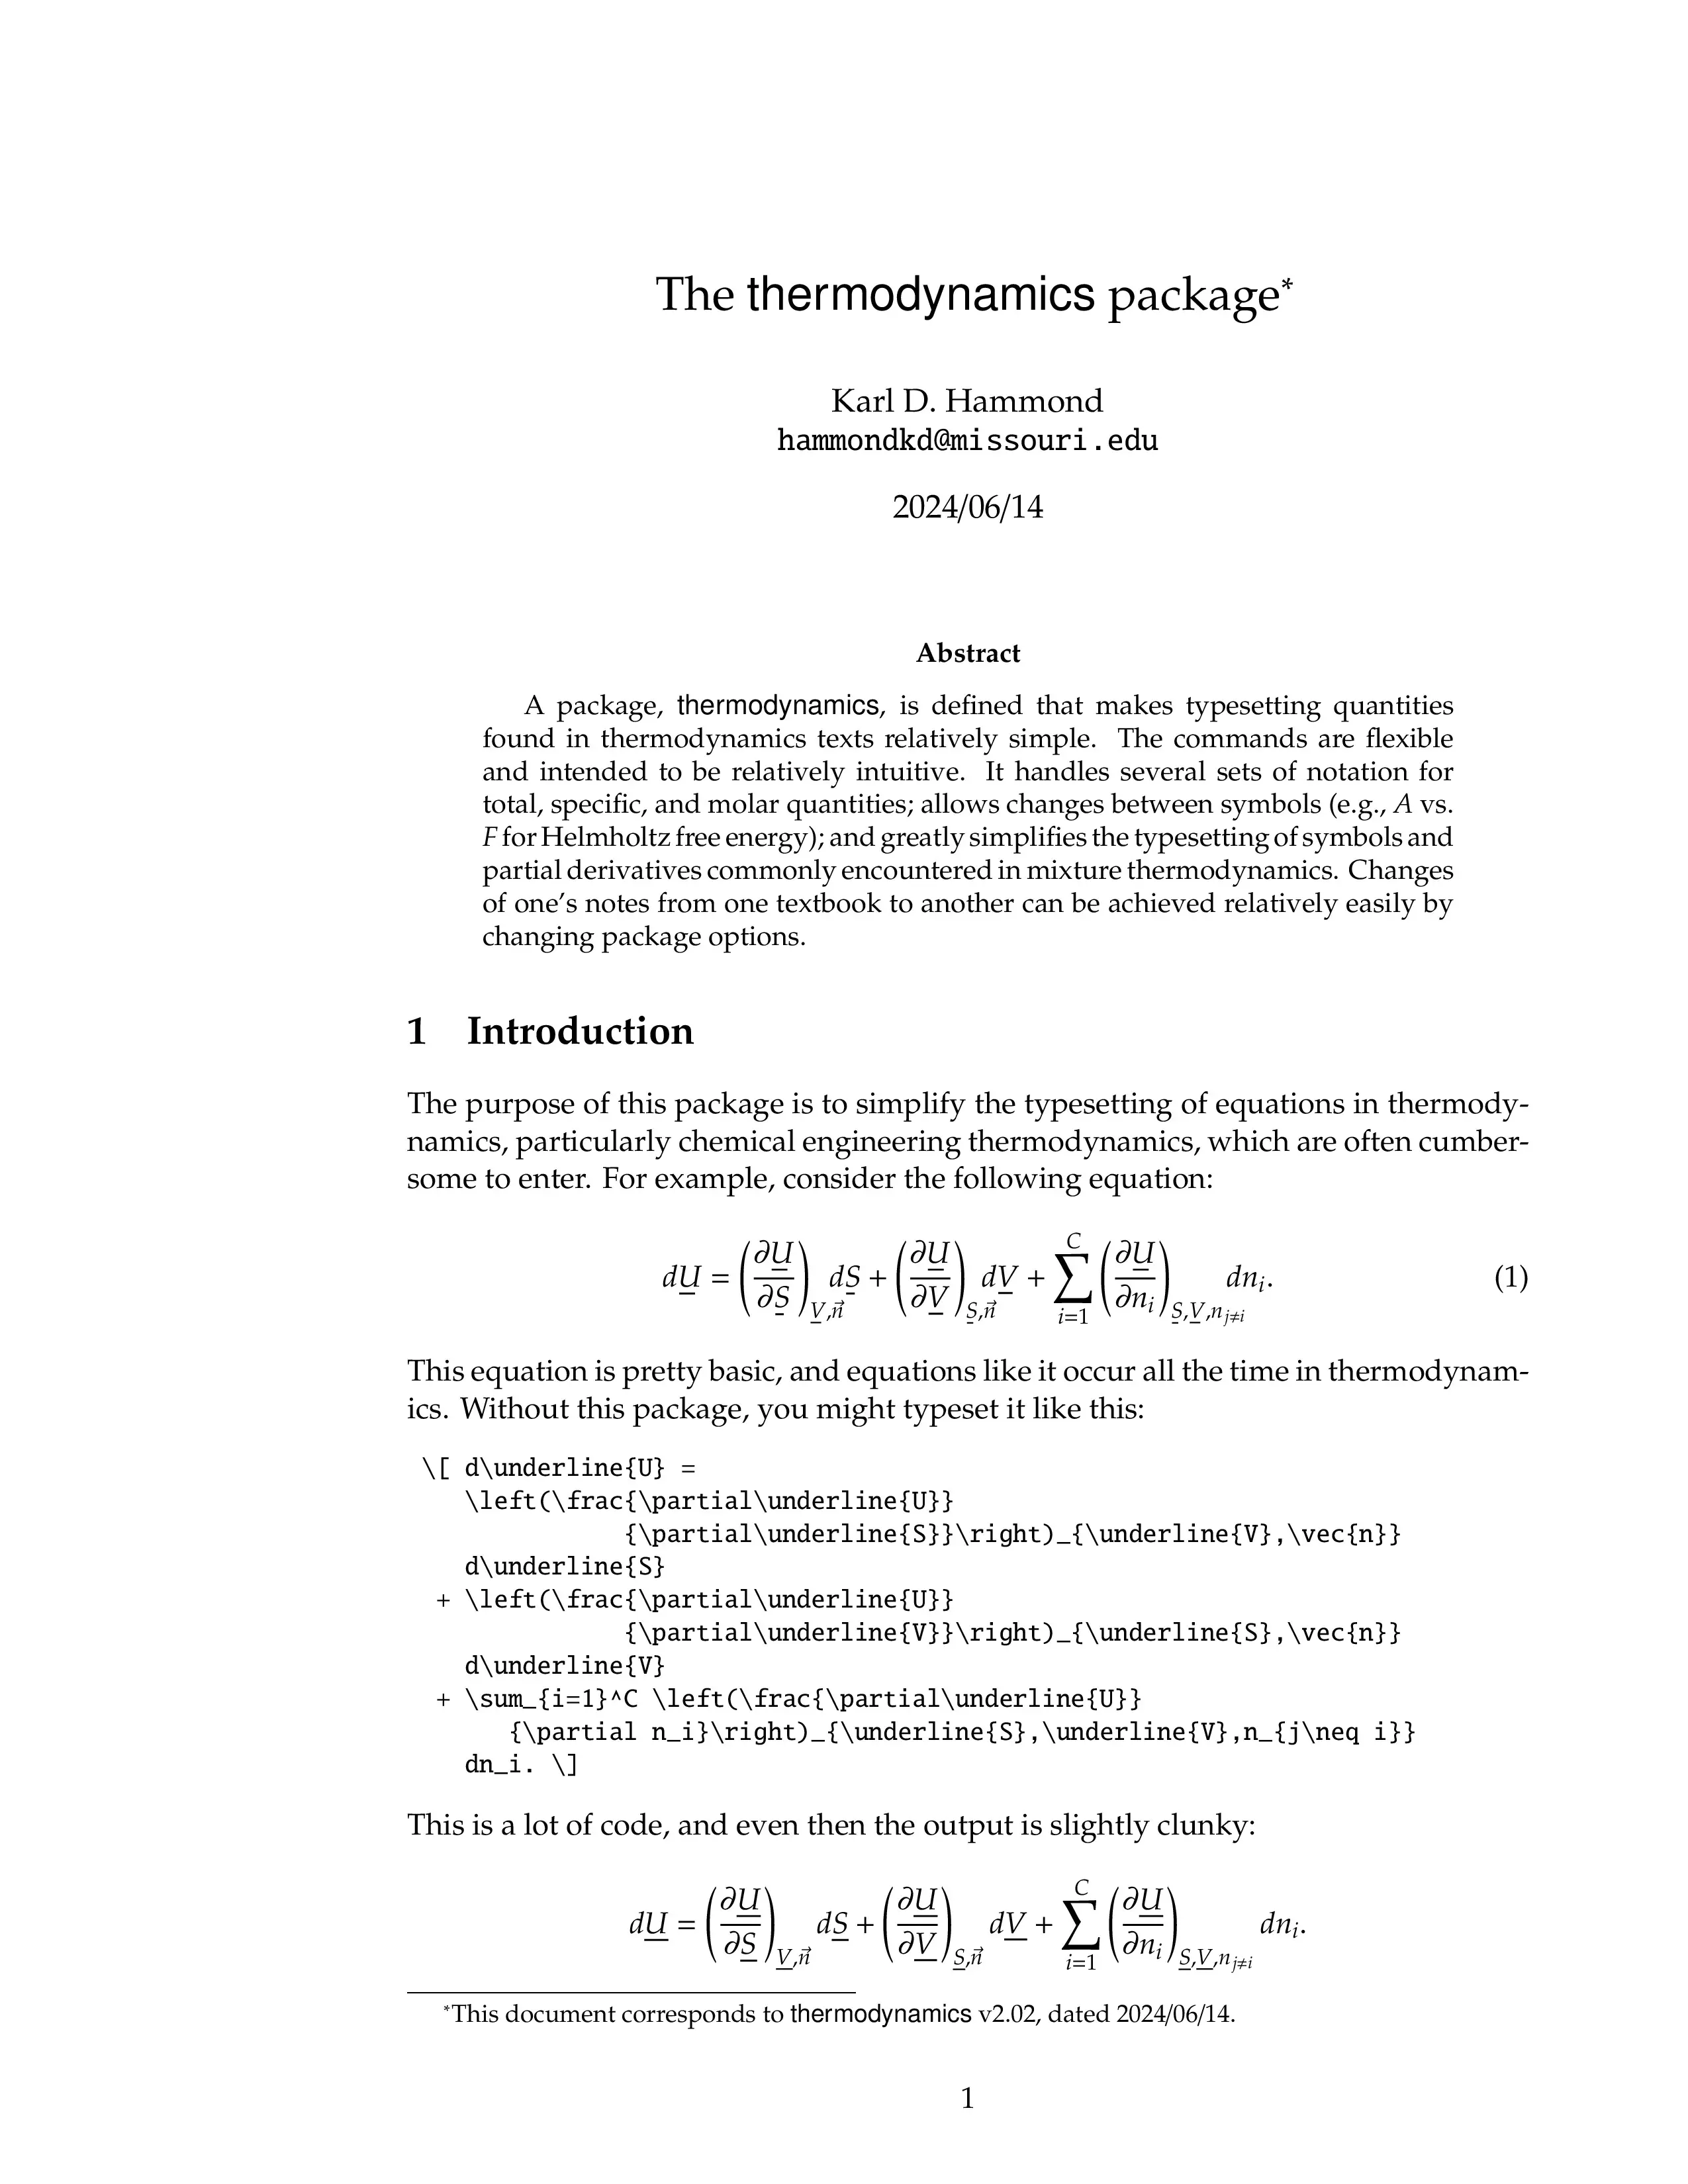 The thermodynamics package*
Karl D. Hammond
hammondkd@missouri.edu
2024/06/14
Abstract
A package, thermodynamics, is defined that makes typesetting quantities
found in thermodynamics texts relatively simple. The commands are flexible
and intended to be relatively intuitive. It handles several sets of notation for
total, specific, and molar quantities; allows changes between symbols (e.g., A vs.
F for Helmholtz free energy); and greatly simplifies the typesetting of symbols and
partial derivatives commonly encountered in mixture thermodynamics. Changes
of one's notes from one textbook to another can be achieved relatively easily by
changing package options.
1 Introduction
The purpose of this package is to simplify the typesetting of equations in thermody-
namics, particularly chemical engineering thermodynamics, which are often cumber-
some to enter. For example, consider the following equation:
$d\underline{U} = \left(\frac{\partial\underline{U}}{\partial\underline{S}}\right)_{\underline{V},\vec{n}} d\underline{S} + \left(\frac{\partial\underline{U}}{\partial\underline{V}}\right)_{\underline{S},\vec{n}} d\underline{V} + \sum_{i=1}^{C} \left(\frac{\partial\underline{U}}{\partial n_i}\right)_{\underline{S},\underline{V},n_{j\neq i}} dn_i.$ (1)
This equation is pretty basic, and equations like it occur all the time in thermodynam-
ics. Without this package, you might typeset it like this:
\[ d\underline{U} =
\left(\frac{\partial\underline{U}}
{\partial\underline{S}}\right)_{\underline{V},\vec{n}}
d\underline{S}
+ \left(\frac{\partial\underline{U}}
{\partial\underline{V}}\right)_{\underline{S},\vec{n}}
d\underline{V}
+ \sum_{i=1}^C \left(\frac{\partial\underline{U}}
{\partial n_i}\right)_{\underline{S},\underline{V},n_{j\neq i}}
dn_i. \]
This is a lot of code, and even then the output is slightly clunky:
$d\underline{U} = \left(\frac{\partial\underline{U}}{\partial\underline{S}}\right)_{\underline{V},\vec{n}} d\underline{S} + \left(\frac{\partial\underline{U}}{\partial\underline{V}}\right)_{\underline{S},\vec{n}} d\underline{V} + \sum_{i=1}^{C} \left(\frac{\partial\underline{U}}{\partial n_i}\right)_{\underline{S},\underline{V},n_{j\neq i}} dn_i.$
*This document corresponds to thermodynamics v2.02, dated 2024/06/14.
1